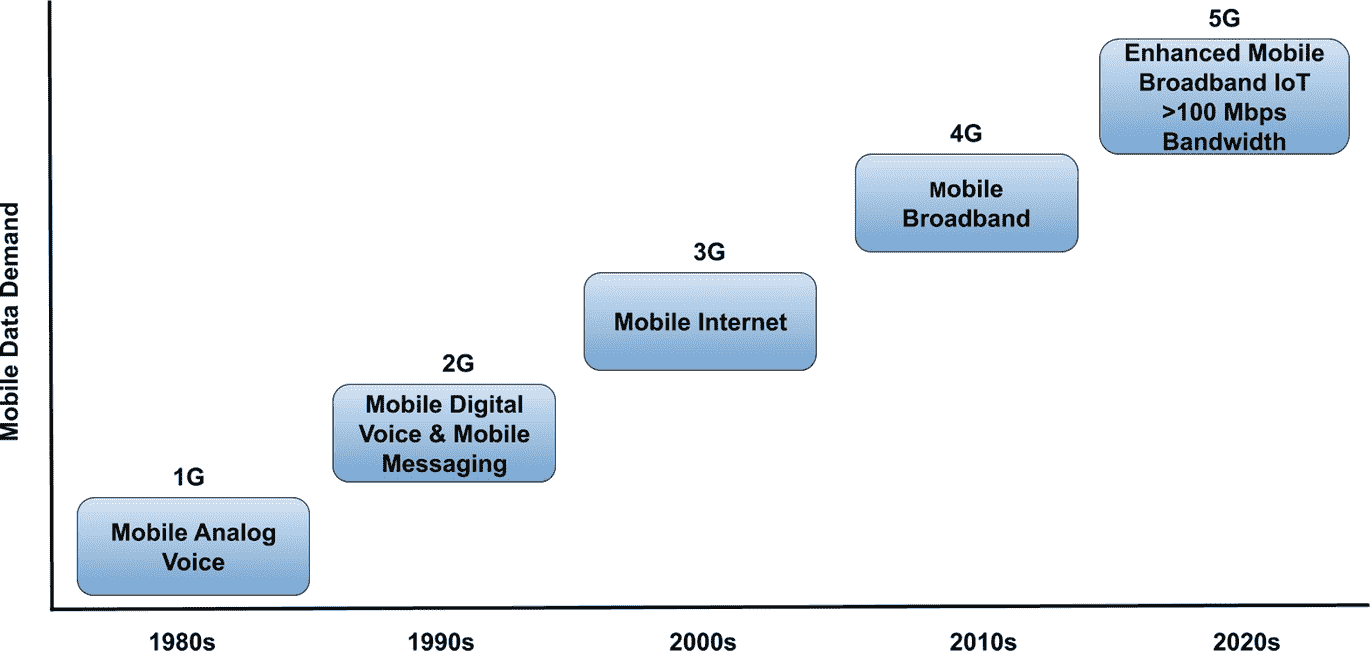 5G
Enhanced Mobile
Broadband IoT
>100 Mbps
Bandwidth
4G
Mobile
Broadband
3G
Mobile Internet
2G
Mobile Digital
Voice & Mobile
Messaging
1G
Mobile Analog
Voice
Mobile Data Demand
1980s
1990s
2000s
2010s
2020s